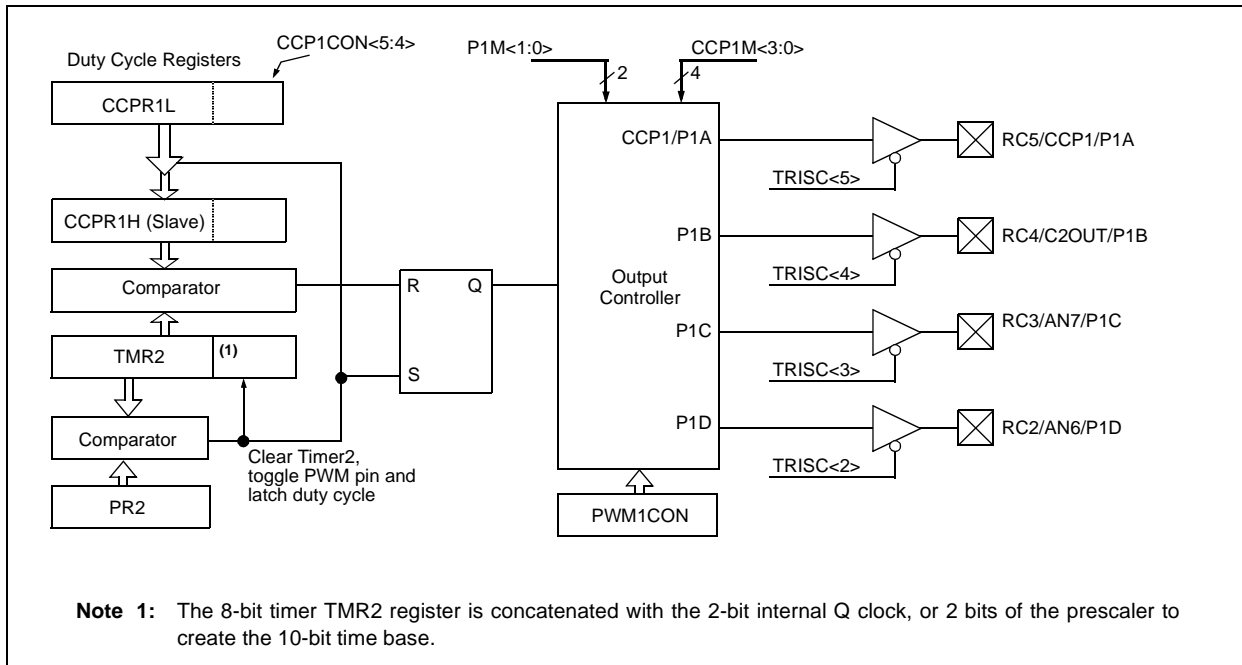 CCP1CON<5:4>
Duty Cycle Registers
CCPR1L
CCPR1H (Slave)
Comparator
TMR2
(1)
Comparator
PR2
Clear Timer2,
toggle PWM pin and
latch duty cycle
R
Q
S
P1M<1:0>
2
CCP1M<3:0>
4
CCP1/P1A
P1B
Output
Controller
P1C
P1D
PWM1CON
TRISC<5>
RC5/CCP1/P1A
TRISC<4>
RC4/C2OUT/P1B
TRISC<3>
RC3/AN7/P1C
TRISC<2>
RC2/AN6/P1D
Note 1: The 8-bit timer TMR2 register is concatenated with the 2-bit internal Q clock, or 2 bits of the prescaler to
create the 10-bit time base.